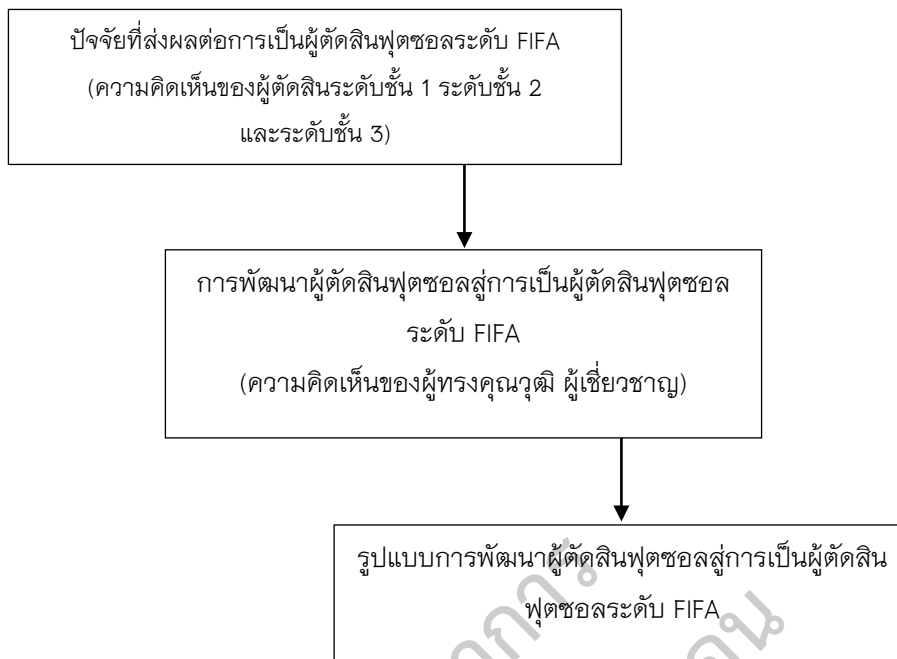 ปัจจัยที่ส่งผลต่อการเป็นผู้ตัดสินฟุตซอลระดับ FIFA
(ความคิดเห็นของผู้ตัดสินระดับชั้น 1 ระดับชั้น 2
และระดับชั้น 3)
การพัฒนาผู้ตัดสินฟุตซอลสู่การเป็นผู้ตัดสินฟุตซอล
ระดับ FIFA
(ความคิดเห็นของผู้ทรงคุณวุฒิ ผู้เชี่ยวชาญ)
รูปแบบการพัฒนาผู้ตัดสินฟุตซอลสู่การเป็นผู้ตัดสิน
ฟุตซอลระดับ FIFA